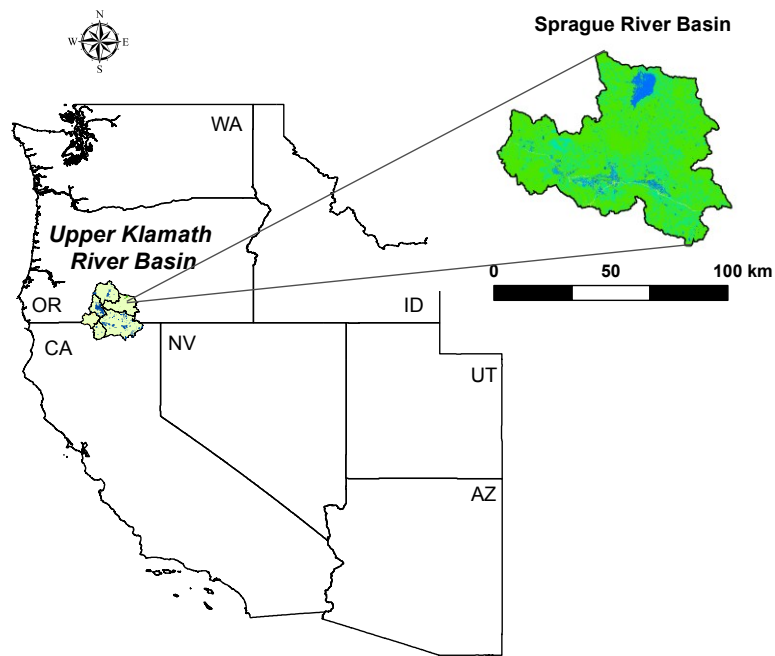 N
W E
S
Sprague River Basin
WA
Upper Klamath
River Basin
0 50 100 km
OR
ID
CA
NV
UT
AZ